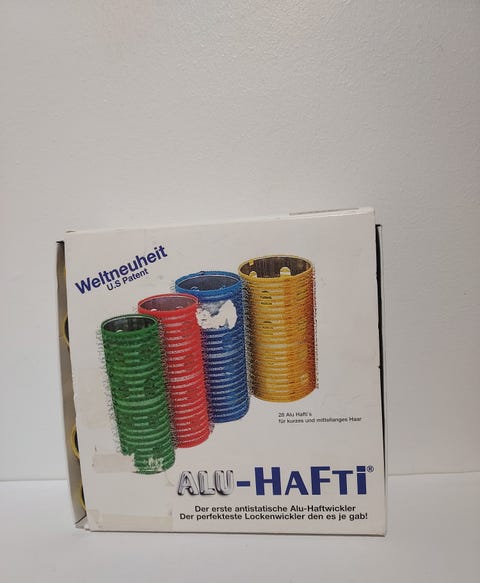 Weltneuheit
U.S Patent
28 Alu Hafti's
für kurzes und mittellanges Haar
ALU-HAFTi®
Der erste antistatische Alu-Haftwickler
Der perfekteste Lockenwickler den es je gab!